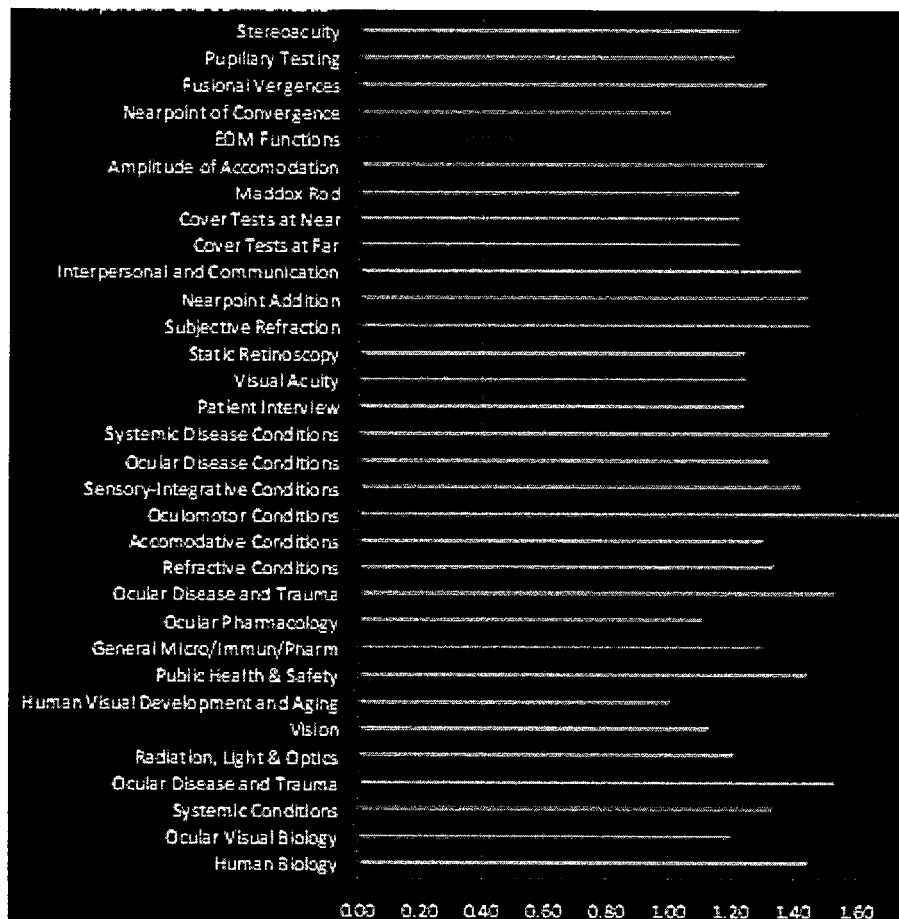 Stereoacuity
Pupillary Testing
Fusional Vergences
Nearpoint of Convergence
EOM Functions
Amplitude of Accomodation
Maddox Rod
Cover Tests at Near
Cover Tests at Far
Interpersonal and Communication
Nearpoint Addition
Subjective Refraction
Static Retinoscopy
Visual Acuity
Patient Interview
Systemic Disease Conditions
Ocular Disease Conditions
Sensory-Integrative Conditions
Oculomotor Conditions
Accomodative Conditions
Refractive Conditions
Ocular Disease and Trauma
Ocular Pharmacology
General Micro/Immun/Pharm
Public Health & Safety
Human Visual Development and Aging
Vision
Radiation, Light & Optics
Ocular Disease and Trauma
Systemic Conditions
Ocular Visual Biology
Human Biology
0.00 0.20 0.40 0.60 0.80 1.00 1.20 1.40 1.60